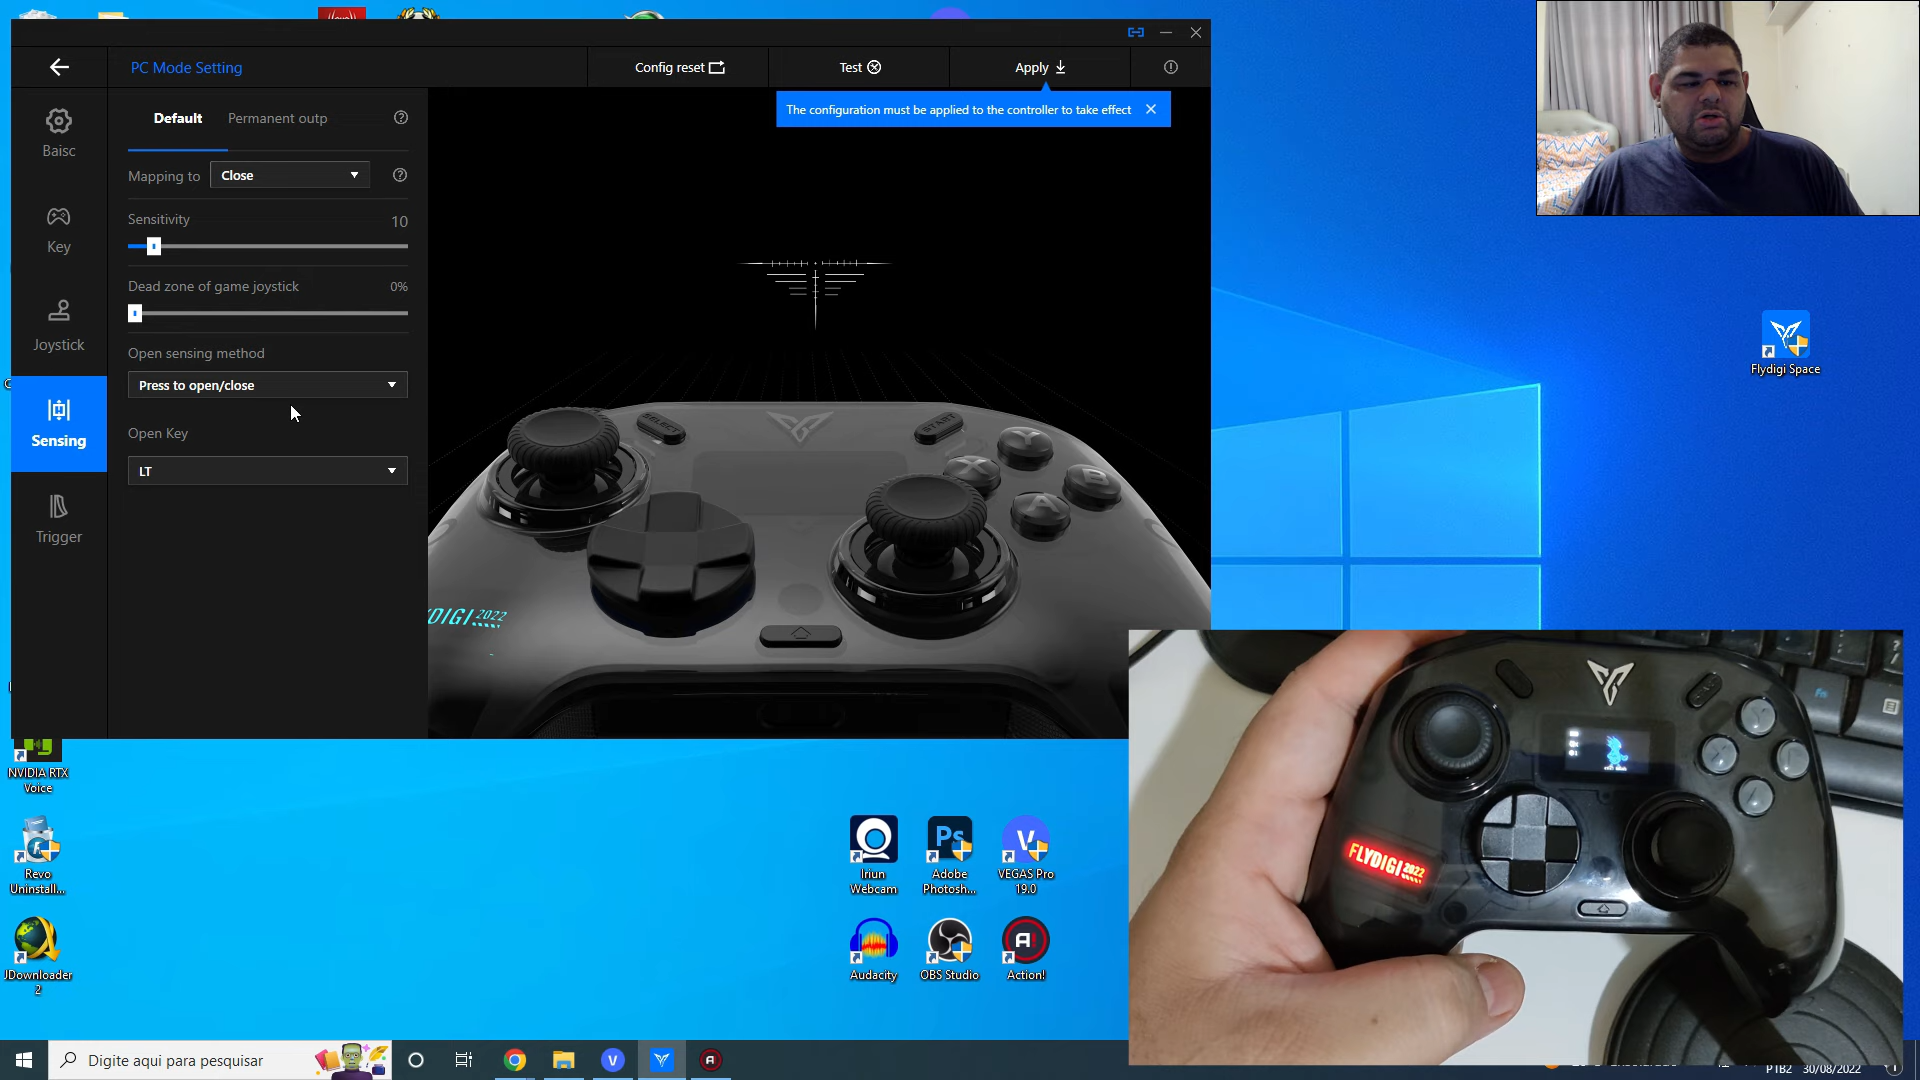 PC Mode Setting
Config reset
Test
Apply
The configuration must be applied to the controller to take effect
Baisc
Key
Joystick
Sensing
Trigger
Default
Permanent outp
Mapping to
Close
Sensitivity
10
Dead zone of game joystick
0%
Open sensing method
Press to open/close
Open Key
LT
SELECT
START
Y
X
B
A
2022
Flydigi Space
FLYDIGI 2022
Y
X
B
A
NVIDIA RTX
Voice
Revo
Uninstall...
JDownloader
2
Iriun
Webcam
Ps
Adobe
Photosh...
V
VEGAS Pro
19.0
Audacity
OBS Studio
A!
Action!
Digite aqui para pesquisar
PTB2
30/08/2022